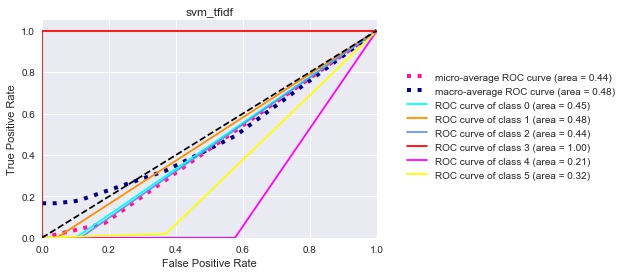 svm_tfidf
True Positive Rate
1.0
0.8
0.6
0.4
0.2
0.0
0.0 0.2 0.4 0.6 0.8 1.0
False Positive Rate
micro-average ROC curve (area = 0.44)
macro-average ROC curve (area = 0.48)
ROC curve of class 0 (area = 0.45)
ROC curve of class 1 (area = 0.48)
ROC curve of class 2 (area = 0.44)
ROC curve of class 3 (area = 1.00)
ROC curve of class 4 (area = 0.21)
ROC curve of class 5 (area = 0.32)